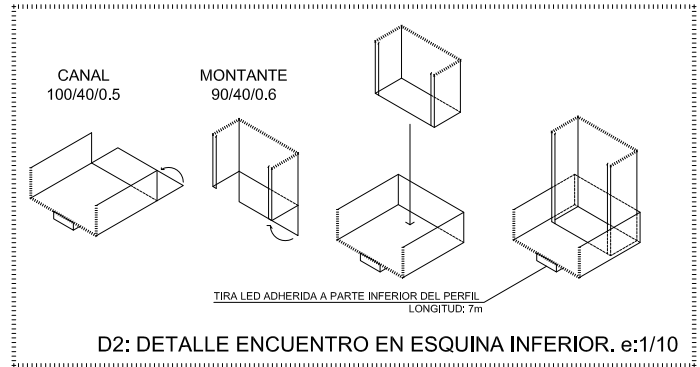 CANAL
100/40/0.5
MONTANTE
90/40/0.6
TIRA LED ADHERIDA A PARTE INFERIOR DEL PERFIL
LONGITUD: 7m
D2: DETALLE ENCUENTRO EN ESQUINA INFERIOR. e:1/10